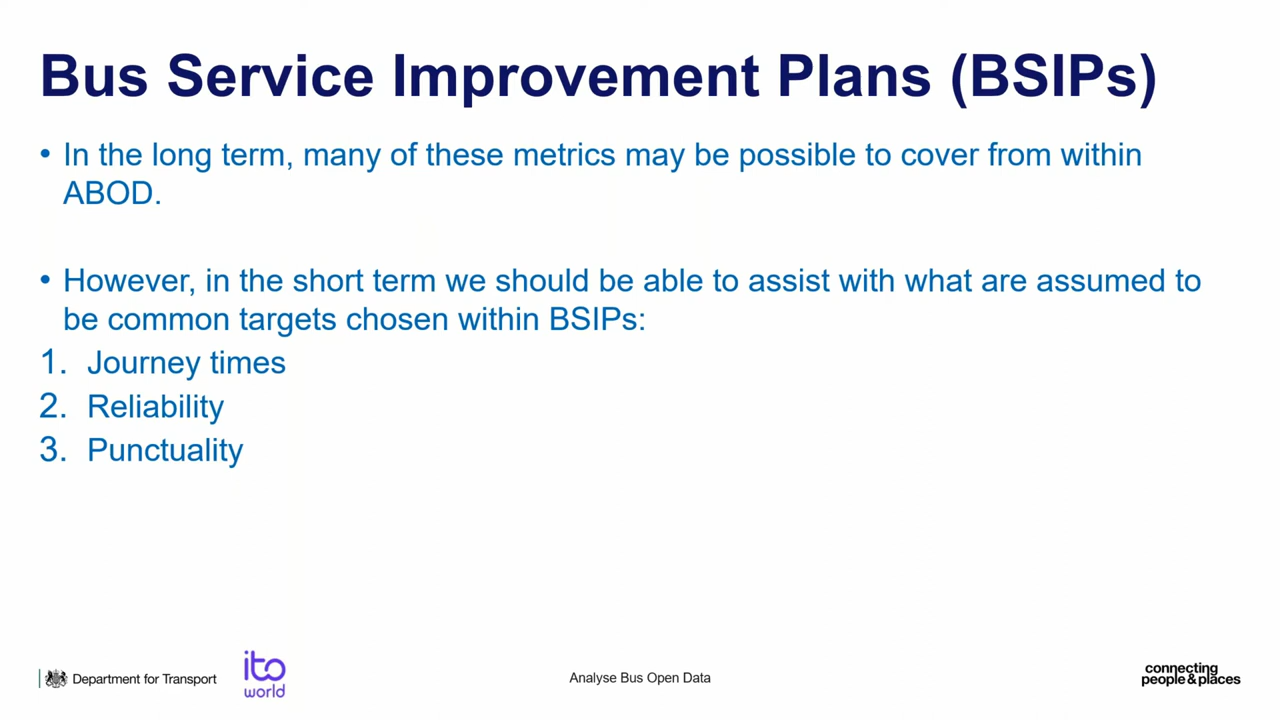 Bus Service Improvement Plans (BSIPs)
• In the long term, many of these metrics may be possible to cover from within
ABOD.
• However, in the short term we should be able to assist with what are assumed to
be common targets chosen within BSIPs:
1. Journey times
2. Reliability
3. Punctuality
Department for Transport
ito
world
Analyse Bus Open Data
connecting
people&places